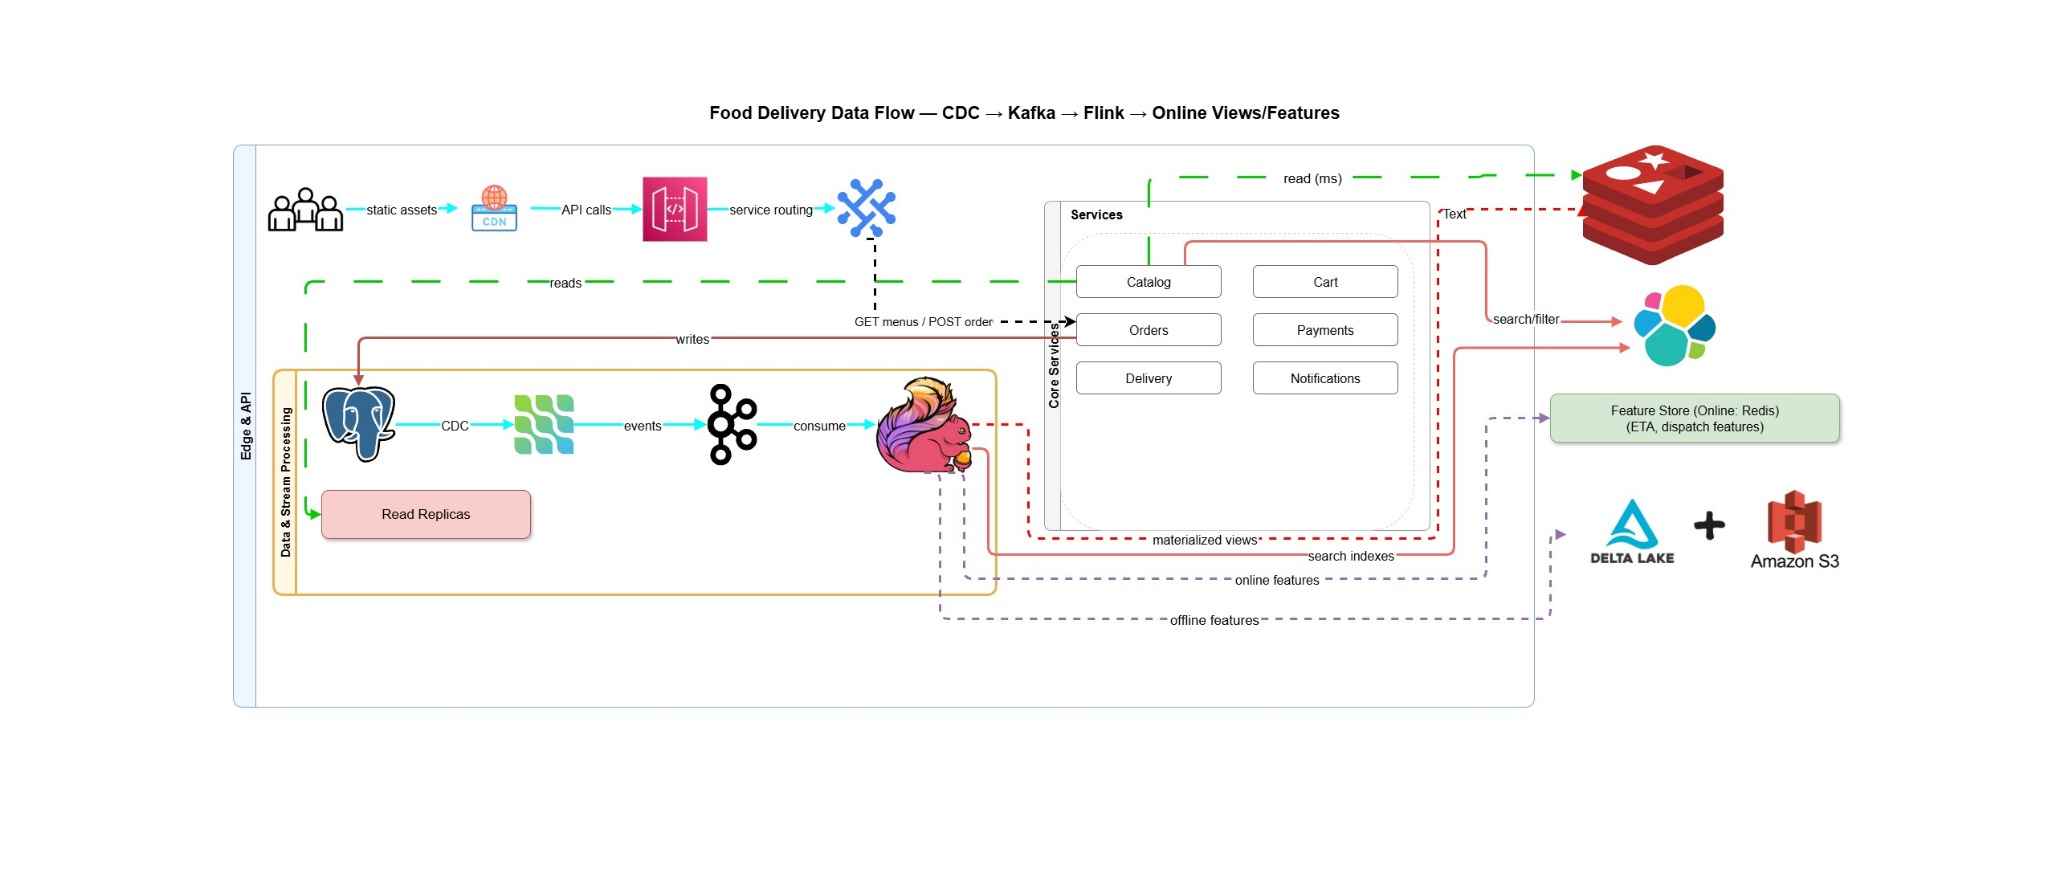 Food Delivery Data Flow — CDC → Kafka → Flink → Online Views/Features
static assets
CDN
API calls
service routing
read (ms)
Text
Services
Catalog
Cart
reads
GET menus / POST order
Orders
Payments
search/filter
writes
Delivery
Notifications
Core Services
Edge & API
Data & Stream Processing
CDC
events
consume
Feature Store (Online: Redis)
(ETA, dispatch features)
Read Replicas
materialized views
search indexes
online features
offline features
DELTA LAKE
Amazon S3